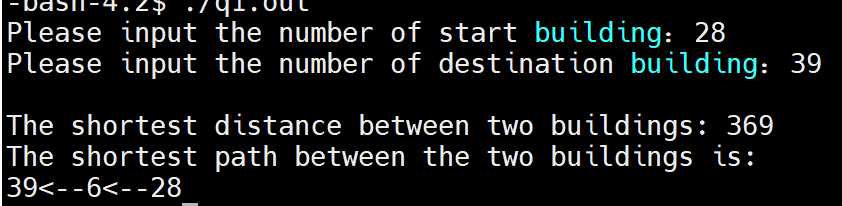 -bash-4.2$ ./q1.out
Please input the number of start building：28
Please input the number of destination building：39
The shortest distance between two buildings: 369
The shortest path between the two buildings is:
39<--6<--28